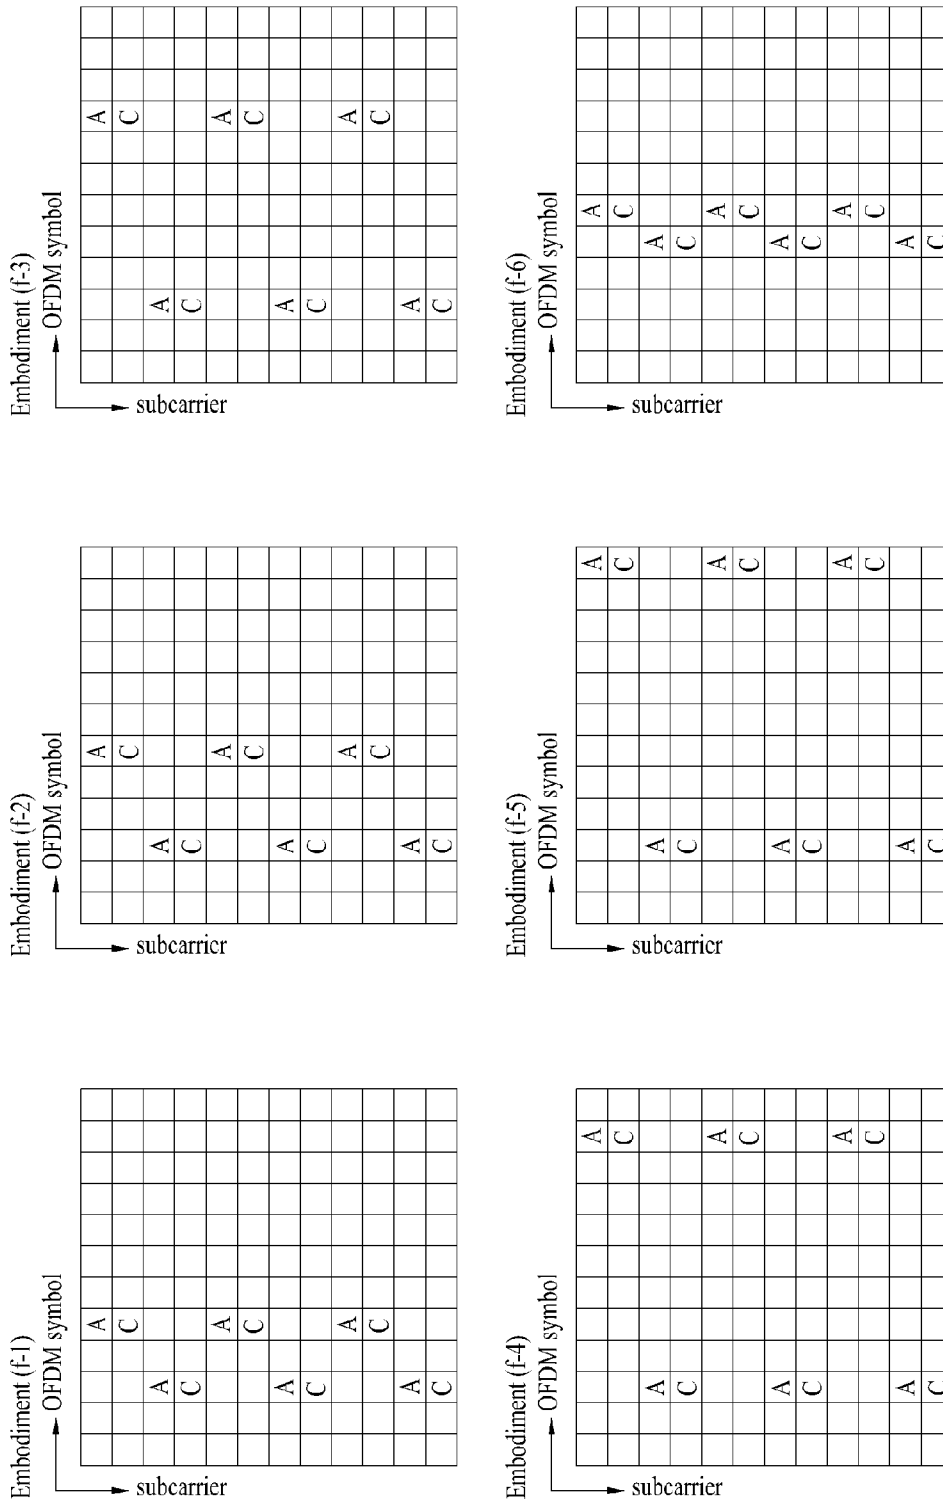 Embodiment (f-1)
OFDM symbol
subcarrier
A
C
A
C
A
C
A
C
A
C
A
C
Embodiment (f-2)
OFDM symbol
subcarrier
A
C
A
C
A
C
A
C
A
C
A
C
Embodiment (f-3)
OFDM symbol
subcarrier
A
C
A
C
A
C
A
C
A
C
A
C
Embodiment (f-4)
OFDM symbol
subcarrier
A
C
A
C
A
C
A
C
A
C
A
C
Embodiment (f-5)
OFDM symbol
subcarrier
A
C
A
C
A
C
A
C
A
C
A
C
Embodiment (f-6)
OFDM symbol
subcarrier
A
C
A
C
A
C
A
C
A
C
A
C